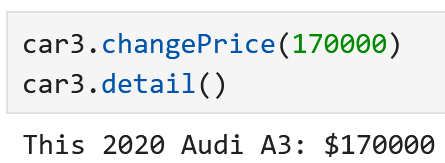 car3.changePrice(170000)
car3.detail()
This 2020 Audi A3: $170000